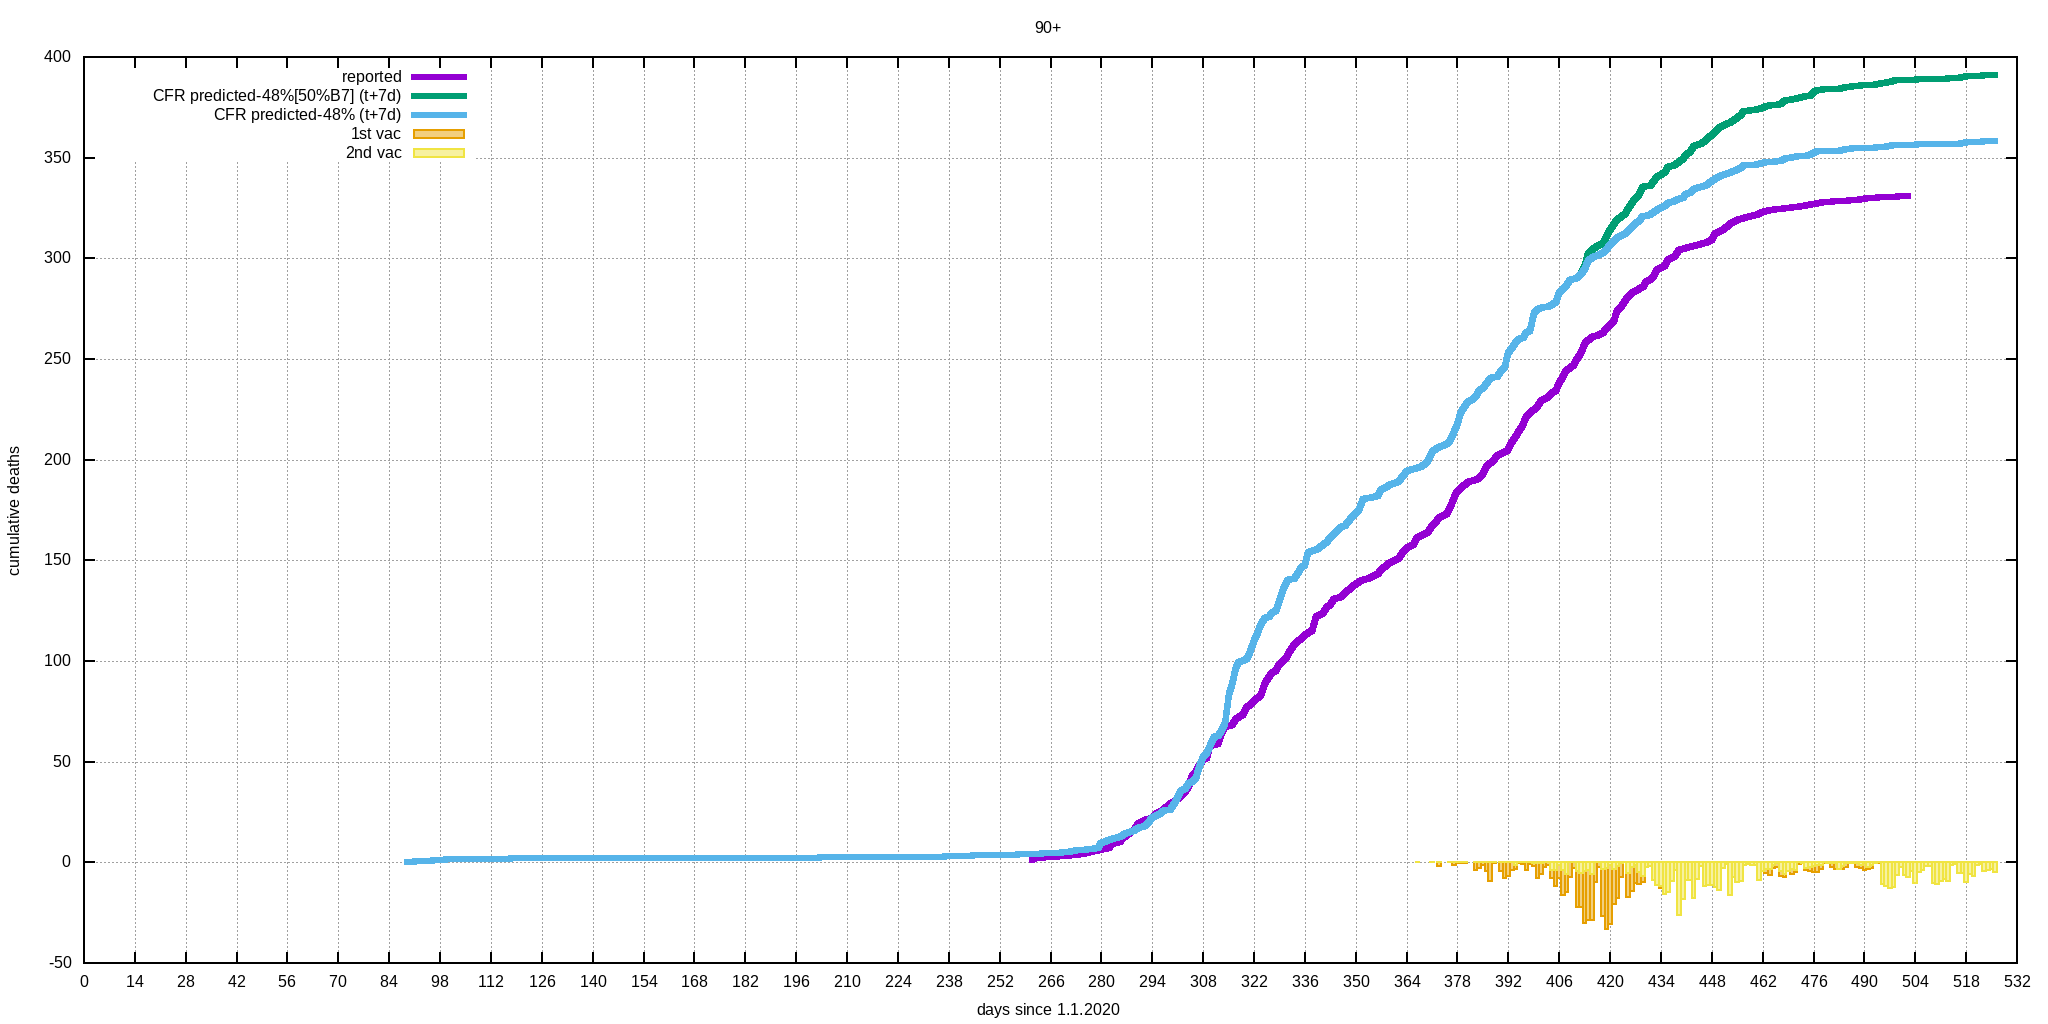 90+
400
350
300
250
200
150
100
50
0
-50
cumulative deaths
reported
CFR predicted-48%[50%B7] (t+7d)
CFR predicted-48% (t+7d)
1st vac
2nd vac
0 14 28 42 56 70 84 98 112 126 140 154 168 182 196 210 224 238 252 266 280 294 308 322 336 350 364 378 392 406 420 434 448 462 476 490 504 518 532
days since 1.1.2020